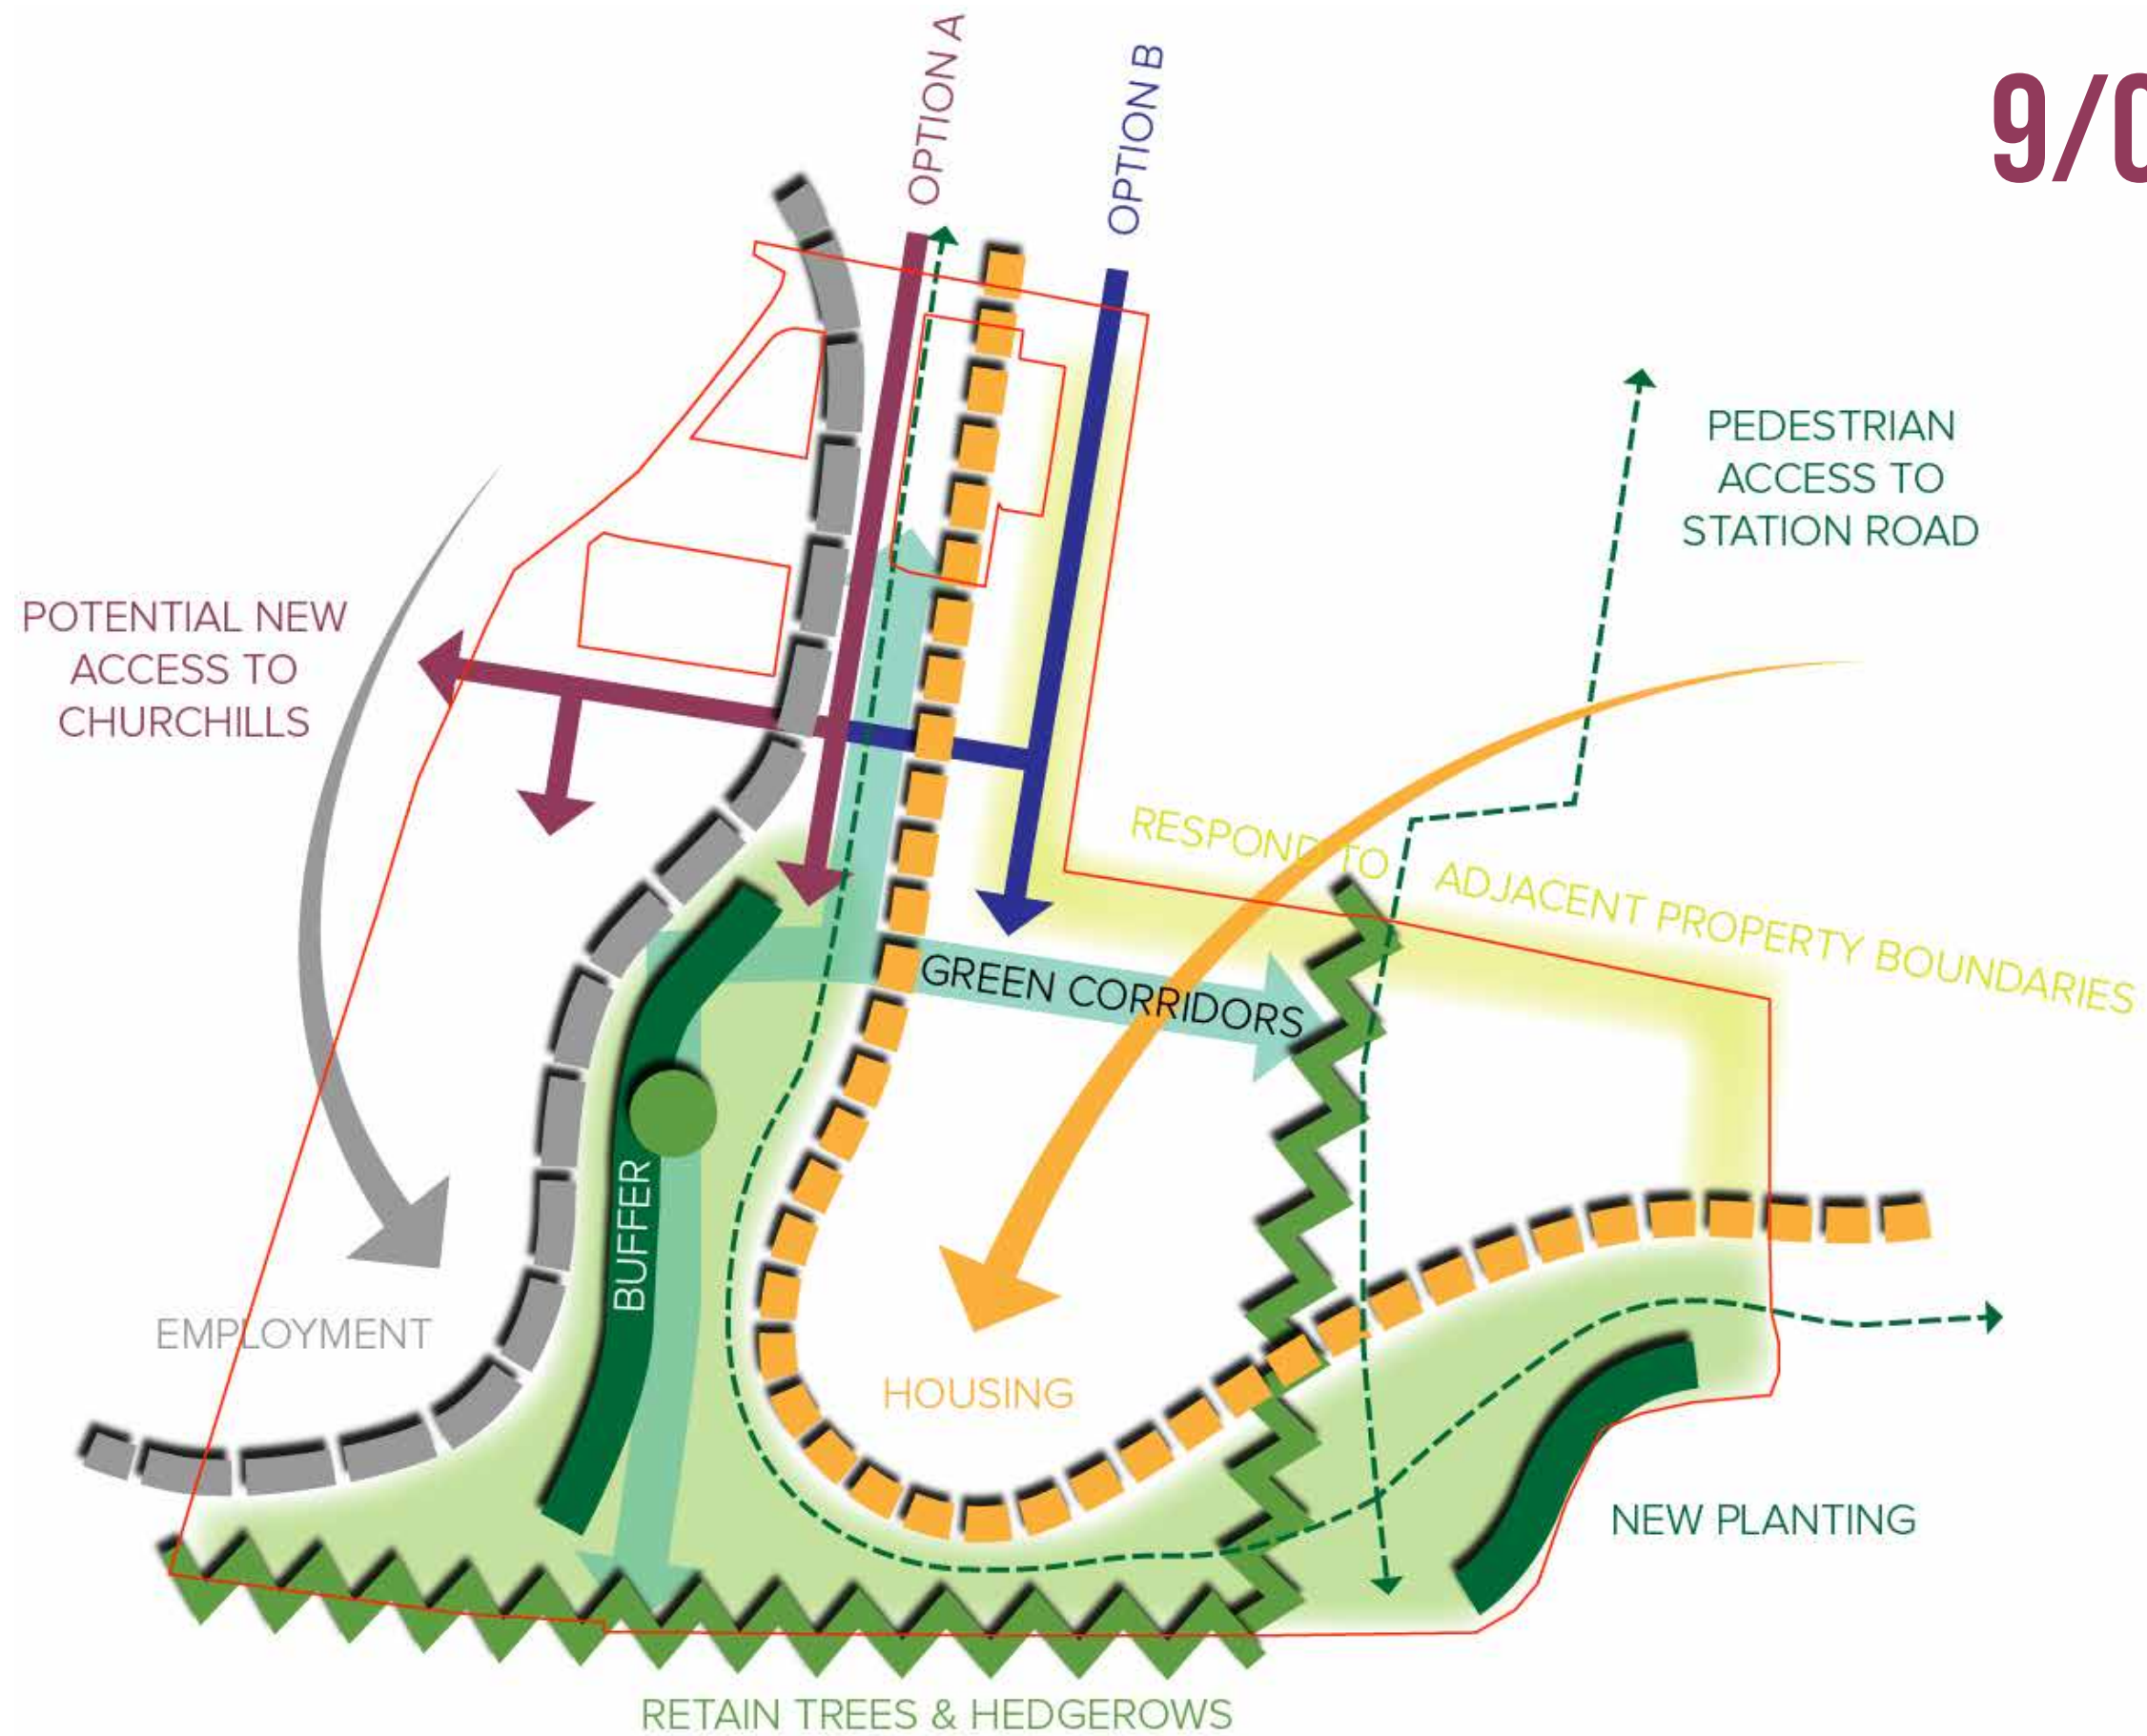 OPTION A
OPTION B
9/0
PEDESTRIAN
ACCESS TO
STATION ROAD
POTENTIAL NEW
ACCESS TO
CHURCHILLS
RESPOND TO ADJACENT PROPERTY BOUNDARIES
GREEN CORRIDORS
BUFFER
EMPLOYMENT
HOUSING
NEW PLANTING
RETAIN TREES & HEDGEROWS